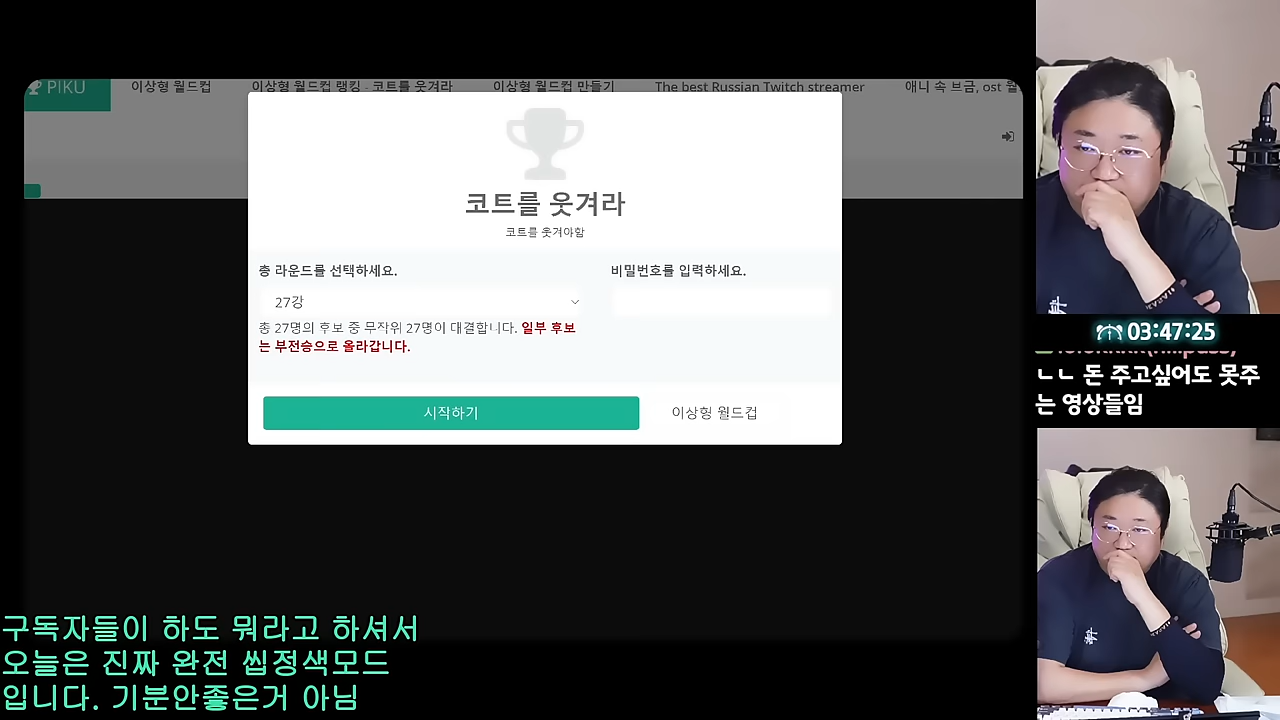 PIKU
이상형 월드컵
이상형 월드컵 랭킹 - 코트를 웃겨라
이상형 월드컵 만들기
The best Russian Twitch streamer
애니 속 브금, ost 월
코트를 웃겨라
코트를 웃겨야함
총 라운드를 선택하세요.
비밀번호를 입력하세요.
27강
총 27명의 후보 중 무작위 27명이 대결합니다. 일부 후보
는 부전승으로 올라갑니다.
시작하기
이상형 월드컵
03:47:25
ㄴㄴ 돈 주고싶어도 못주
는 영상들임
구독자들이 하도 뭐라고 하셔서
오늘은 진짜 완전 씹정색모드
입니다. 기분안좋은거 아님